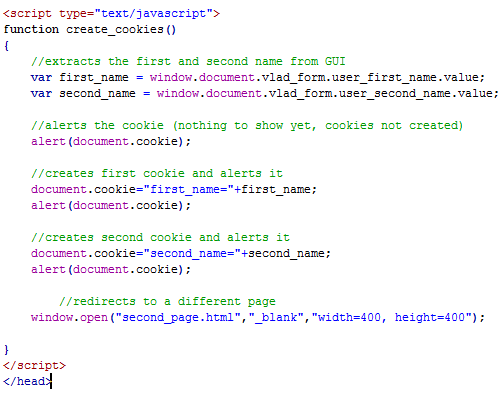 <script type="text/javascript">
function create_cookies()
{
//extracts the first and second name from GUI
var first_name = window.document.vlad_form.user_first_name.value;
var second_name = window.document.vlad_form.user_second_name.value;
//alerts the cookie (nothing to show yet, cookies not created)
alert(document.cookie);
//creates first cookie and alerts it
document.cookie="first_name="+first_name;
alert(document.cookie);
//creates second cookie and alerts it
document.cookie="second_name="+second_name;
alert(document.cookie);
//redirects to a different page
window.open("second_page.html","_blank","width=400, height=400");
}
</script>
</head>